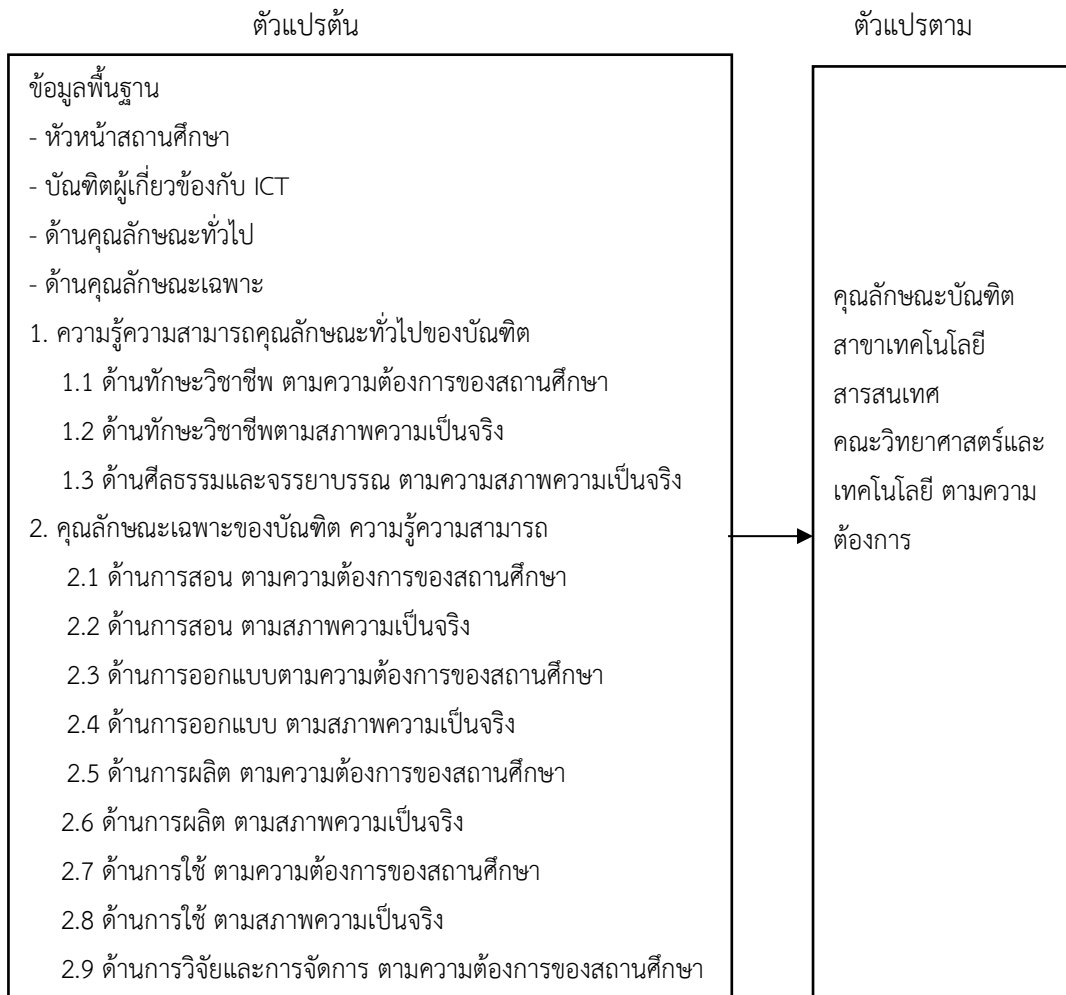 ตัวแปรต้น
ตัวแปรตาม
ข้อมูลพื้นฐาน
- หัวหน้าสถานศึกษา
- บัณฑิตผู้เกี่ยวข้องกับ ICT
- ด้านคุณลักษณะทั่วไป
- ด้านคุณลักษณะเฉพาะ
1. ความรู้ความสามารถคุณลักษณะทั่วไปของบัณฑิต
1.1 ด้านทักษะวิชาชีพ ตามความต้องการของสถานศึกษา
1.2 ด้านทักษะวิชาชีพตามสภาพความเป็นจริง
1.3 ด้านศีลธรรมและจรรยาบรรณ ตามความสภาพความเป็นจริง
2. คุณลักษณะเฉพาะของบัณฑิต ความรู้ความสามารถ
2.1 ด้านการสอน ตามความต้องการของสถานศึกษา
2.2 ด้านการสอน ตามสภาพความเป็นจริง
2.3 ด้านการออกแบบตามความต้องการของสถานศึกษา
2.4 ด้านการออกแบบ ตามสภาพความเป็นจริง
2.5 ด้านการผลิต ตามความต้องการของสถานศึกษา
2.6 ด้านการผลิต ตามสภาพความเป็นจริง
2.7 ด้านการใช้ ตามความต้องการของสถานศึกษา
2.8 ด้านการใช้ ตามสภาพความเป็นจริง
2.9 ด้านการวิจัยและการจัดการ ตามความต้องการของสถานศึกษา
คุณลักษณะบัณฑิต
สาขาเทคโนโลยี
สารสนเทศ
คณะวิทยาศาสตร์และ
เทคโนโลยี ตามความ
ต้องการ